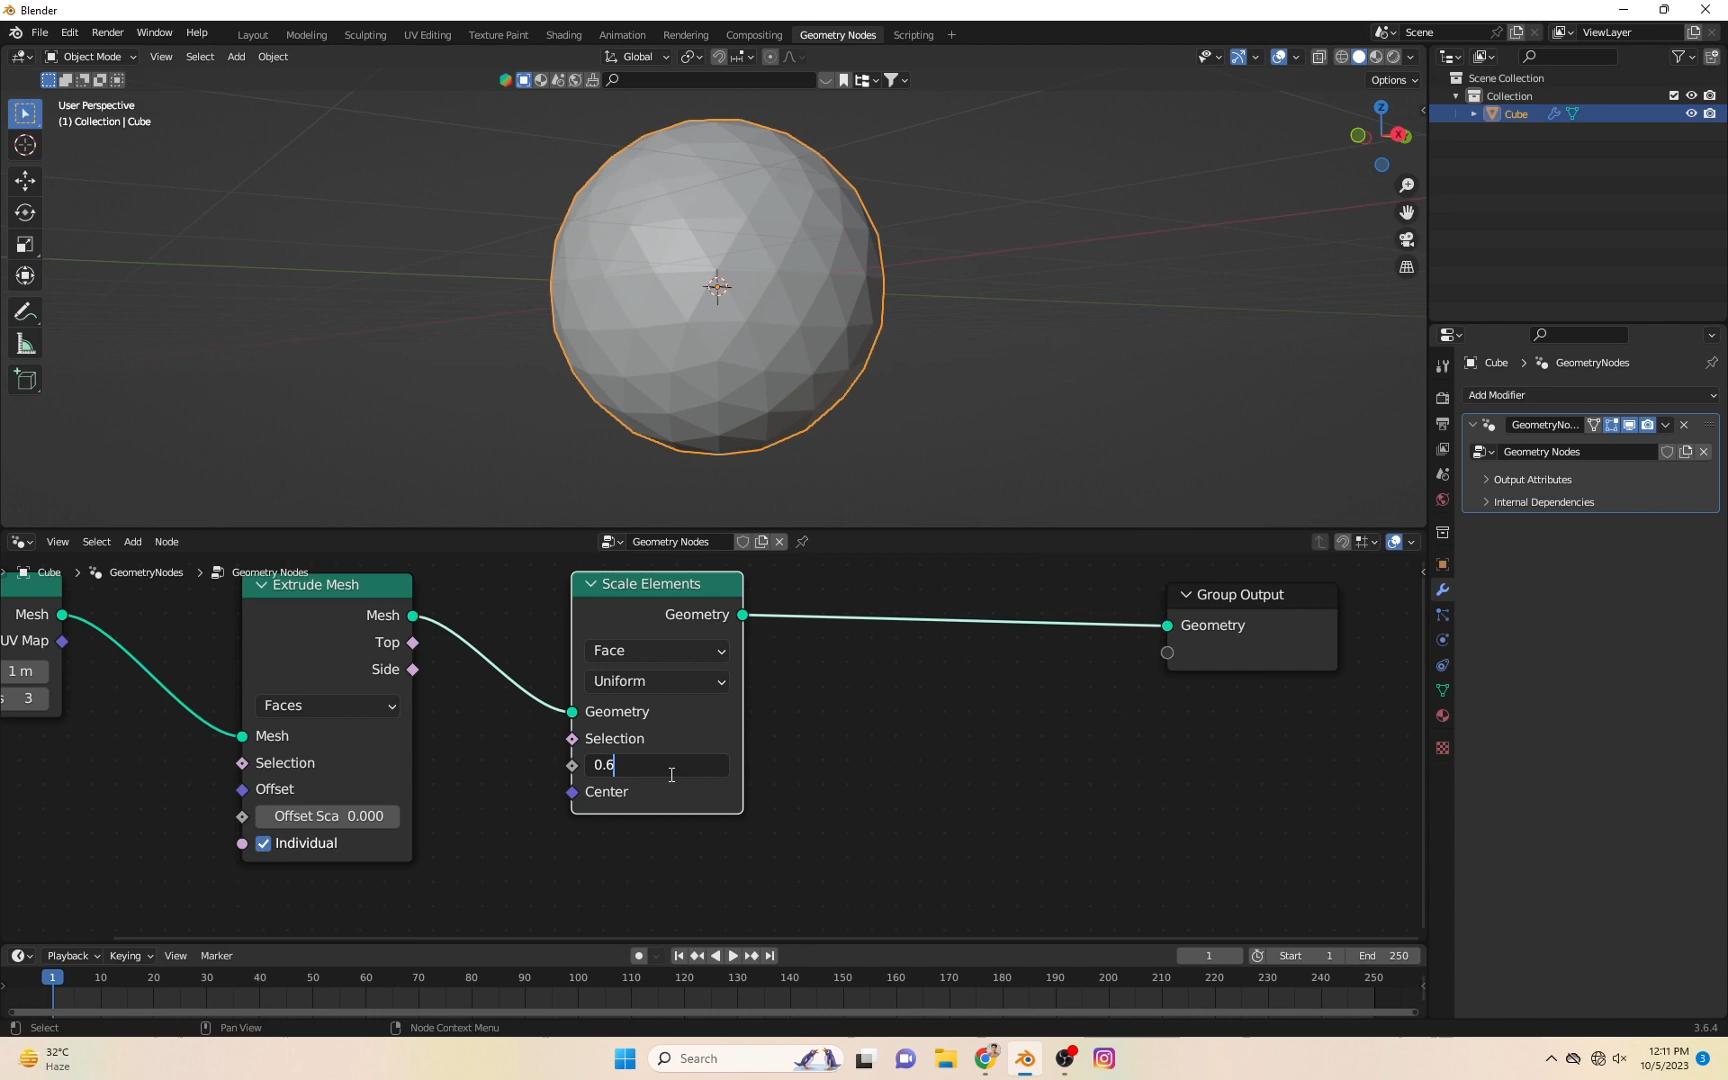 Blender
File Edit Render Window Help
Layout Modeling Sculpting UV Editing Texture Paint Shading Animation Rendering Compositing Geometry Nodes Scripting +
Scene
ViewLayer
Object Mode View Select Add Object
Global
Options
User Perspective
(1) Collection | Cube
Z
X
Y
Scene Collection
Collection
Cube
Cube > GeometryNodes
Add Modifier
GeometryNo...
Geometry Nodes
Output Attributes
Internal Dependencies
View Select Add Node
Geometry Nodes
Cube > GeometryNodes > Geometry Nodes
Mesh
UV Map
1 m
s 3
Extrude Mesh
Mesh
Top
Side
Faces
Mesh
Selection
Offset
Offset Sca 0.000
Individual
Scale Elements
Geometry
Face
Uniform
Geometry
Selection
0.6
Center
Group Output
Geometry
Playback Keying View Marker
1
Start 1
End 250
1 10 20 30 40 50 60 70 80 90 100 110 120 130 140 150 160 170 180 190 200 210 220 230 240 250
Select
Pan View
Node Context Menu
3.6.4
32°C
Haze
Search
12:11 PM
10/5/2023
3